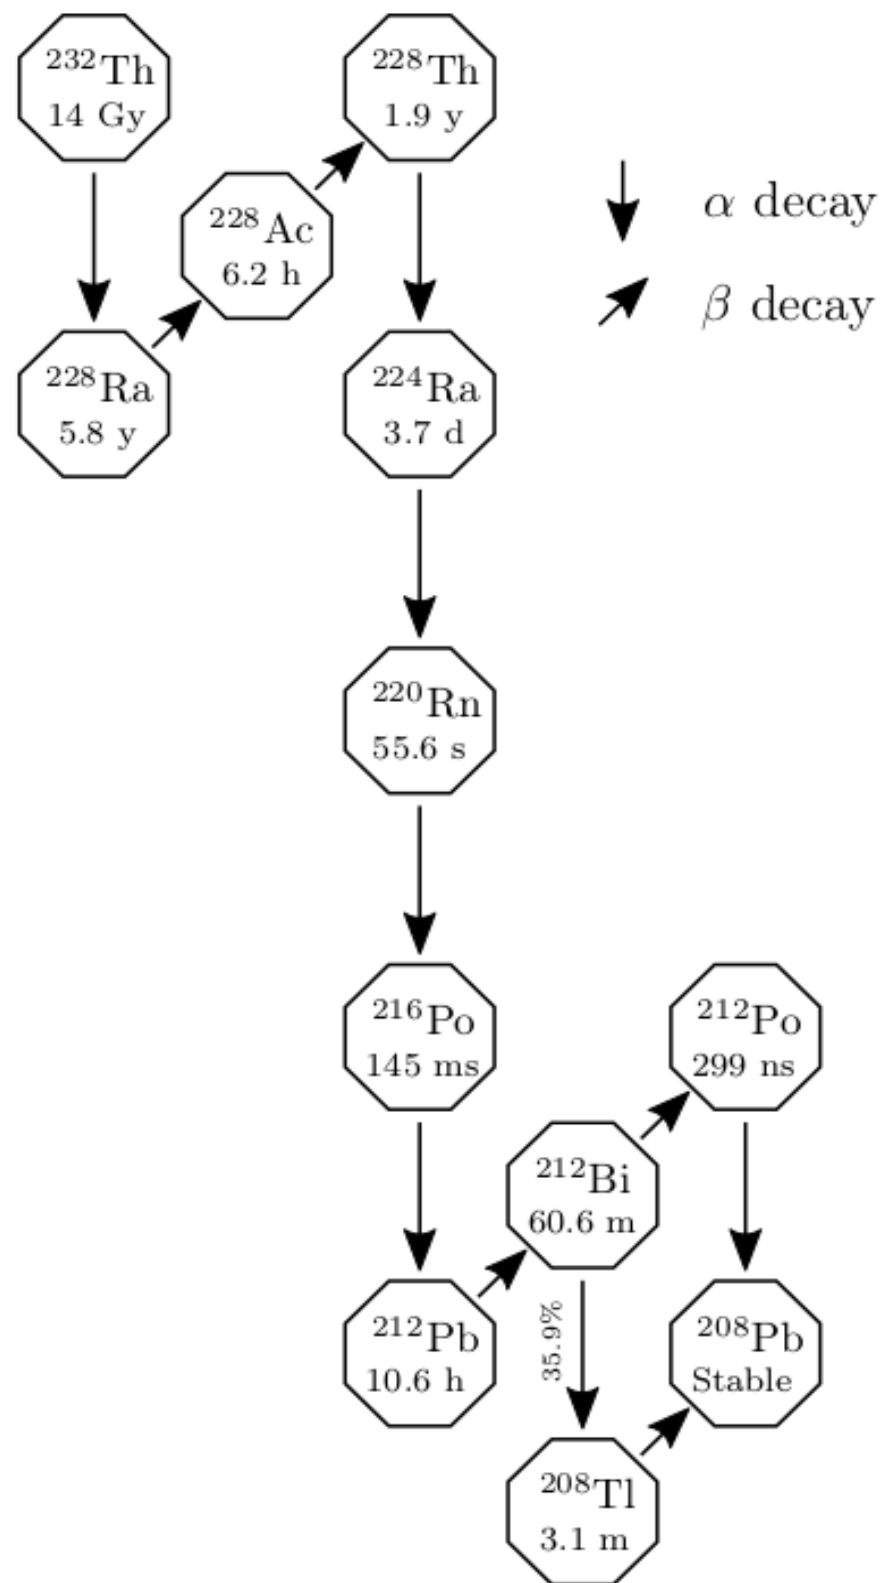 ²³²Th
14 Gy
²²⁸Th
1.9 y
²²⁸Ac
6.2 h
α decay
β decay
²²⁸Ra
5.8 y
²²⁴Ra
3.7 d
²²⁰Rn
55.6 s
²¹⁶Po
145 ms
²¹²Po
299 ns
²¹²Bi
60.6 m
35.9%
²¹²Pb
10.6 h
²⁰⁸Pb
Stable
²⁰⁸Tl
3.1 m